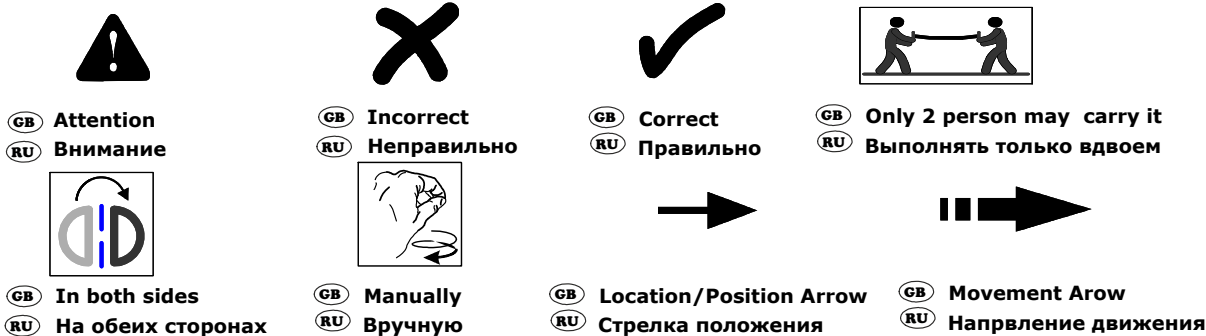 GB Attention
RU Внимание
GB Incorrect
RU Неправильно
GB Correct
RU Правильно
GB Only 2 person may carry it
RU Выполнять только вдвоем
GB In both sides
RU На обеих сторонах
GB Manually
RU Вручную
GB Location/Position Arrow
RU Стрелка положения
GB Movement Arow
RU Напрвление движения